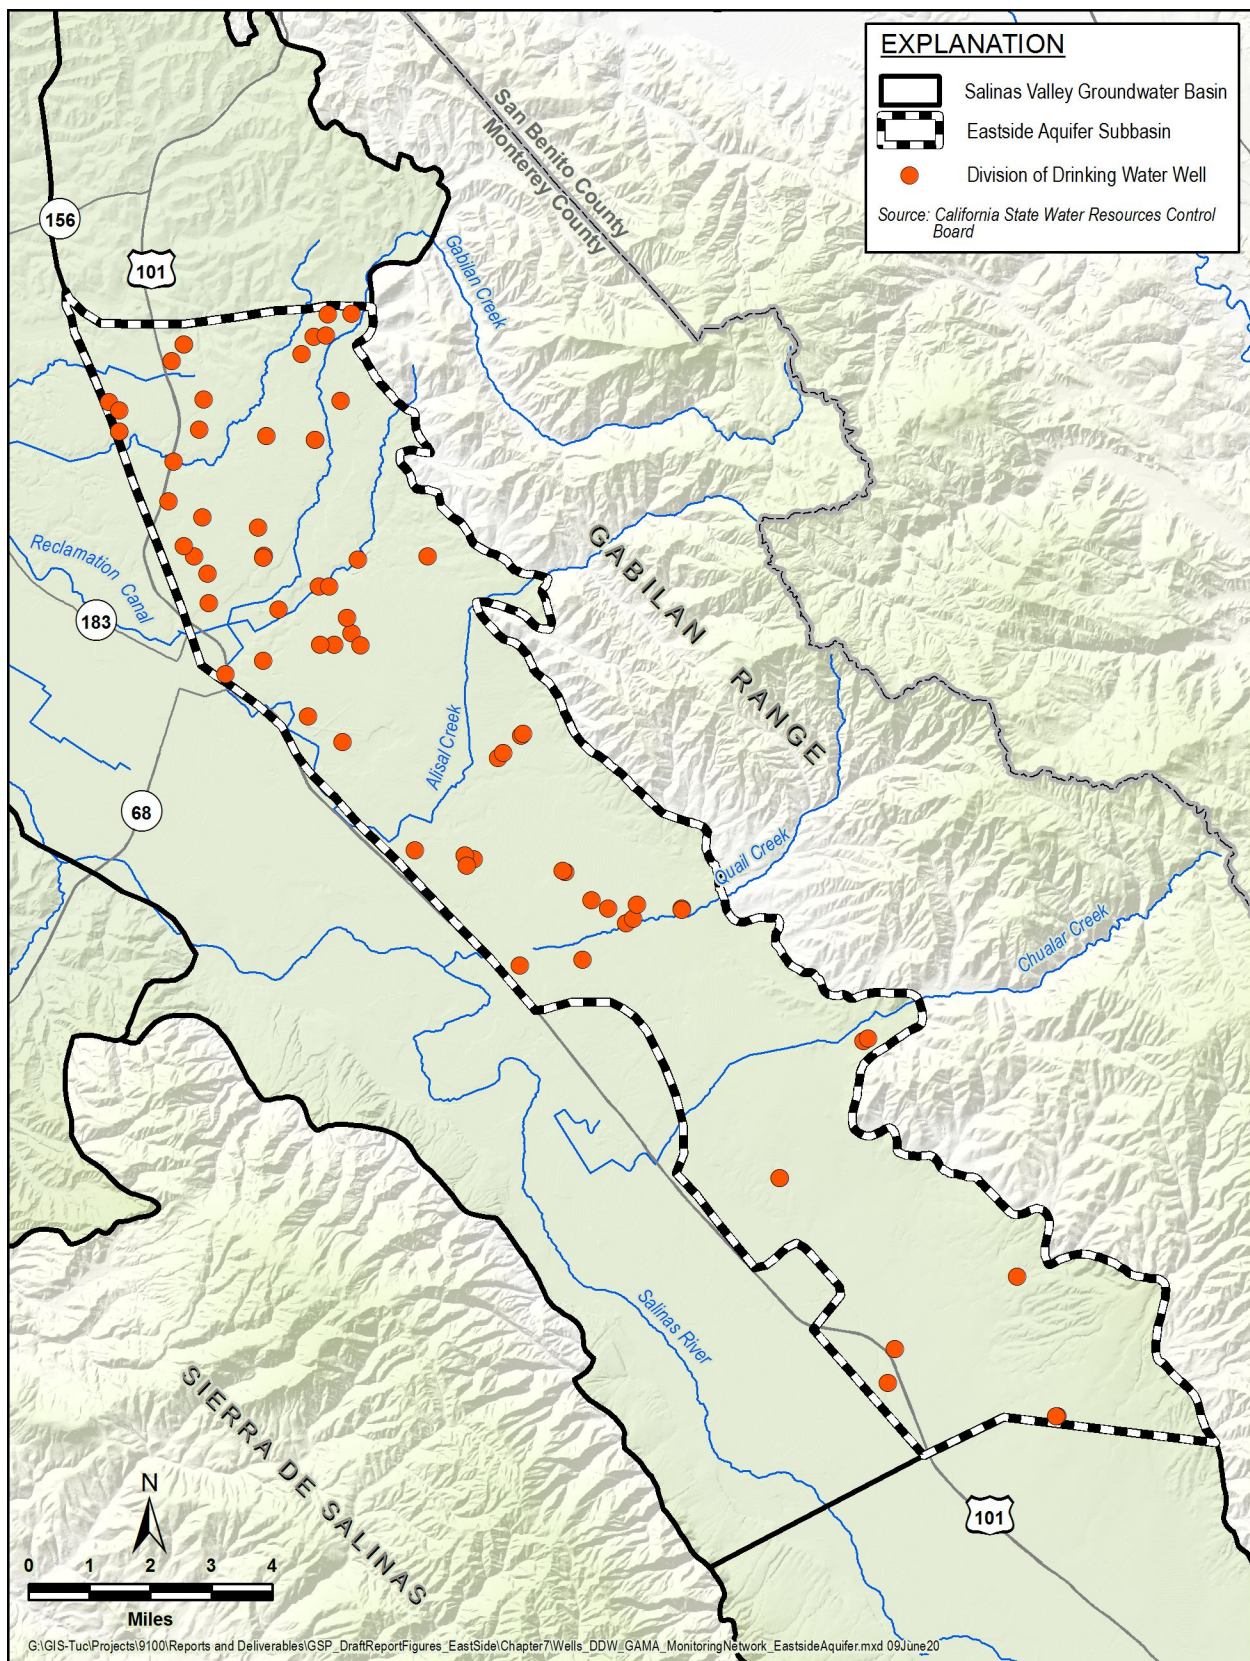 EXPLANATION
Salinas Valley Groundwater Basin
Eastside Aquifer Subbasin
Division of Drinking Water Well
Source: California State Water Resources Control
Board
San Benito County
Monterey County
156
101
Gabilan Creek
GABILAN RANGE
Reclamation Canal
183
Alisal Creek
68
Quail Creek
Chualar Creek
Salinas River
SIERRA DE SALINAS
101
N
0 1 2 3 4
Miles
G:\GIS-Tuc\Projects\9100\Reports and Deliverables\GSP_DraftReportFigures_EastSide\Chapter7\Wells_DDW_GAMA_MonitoringNetwork_EastsideAquifer.mxd 09June20